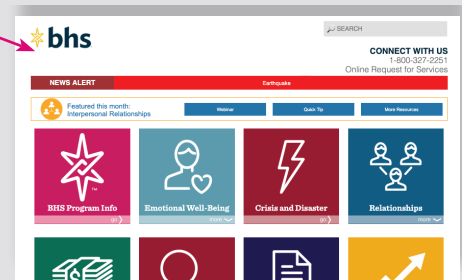 bhs
SEARCH
CONNECT WITH US
1-800-327-2251
Online Request for Services
NEWS ALERT
Earthquake
Featured this month:
Interpersonal Relationships
Webinar
Quick Tip
More Resources
TM
BHS Program Info
go
Emotional Well-Being
more
Crisis and Disaster
go
Relationships
more